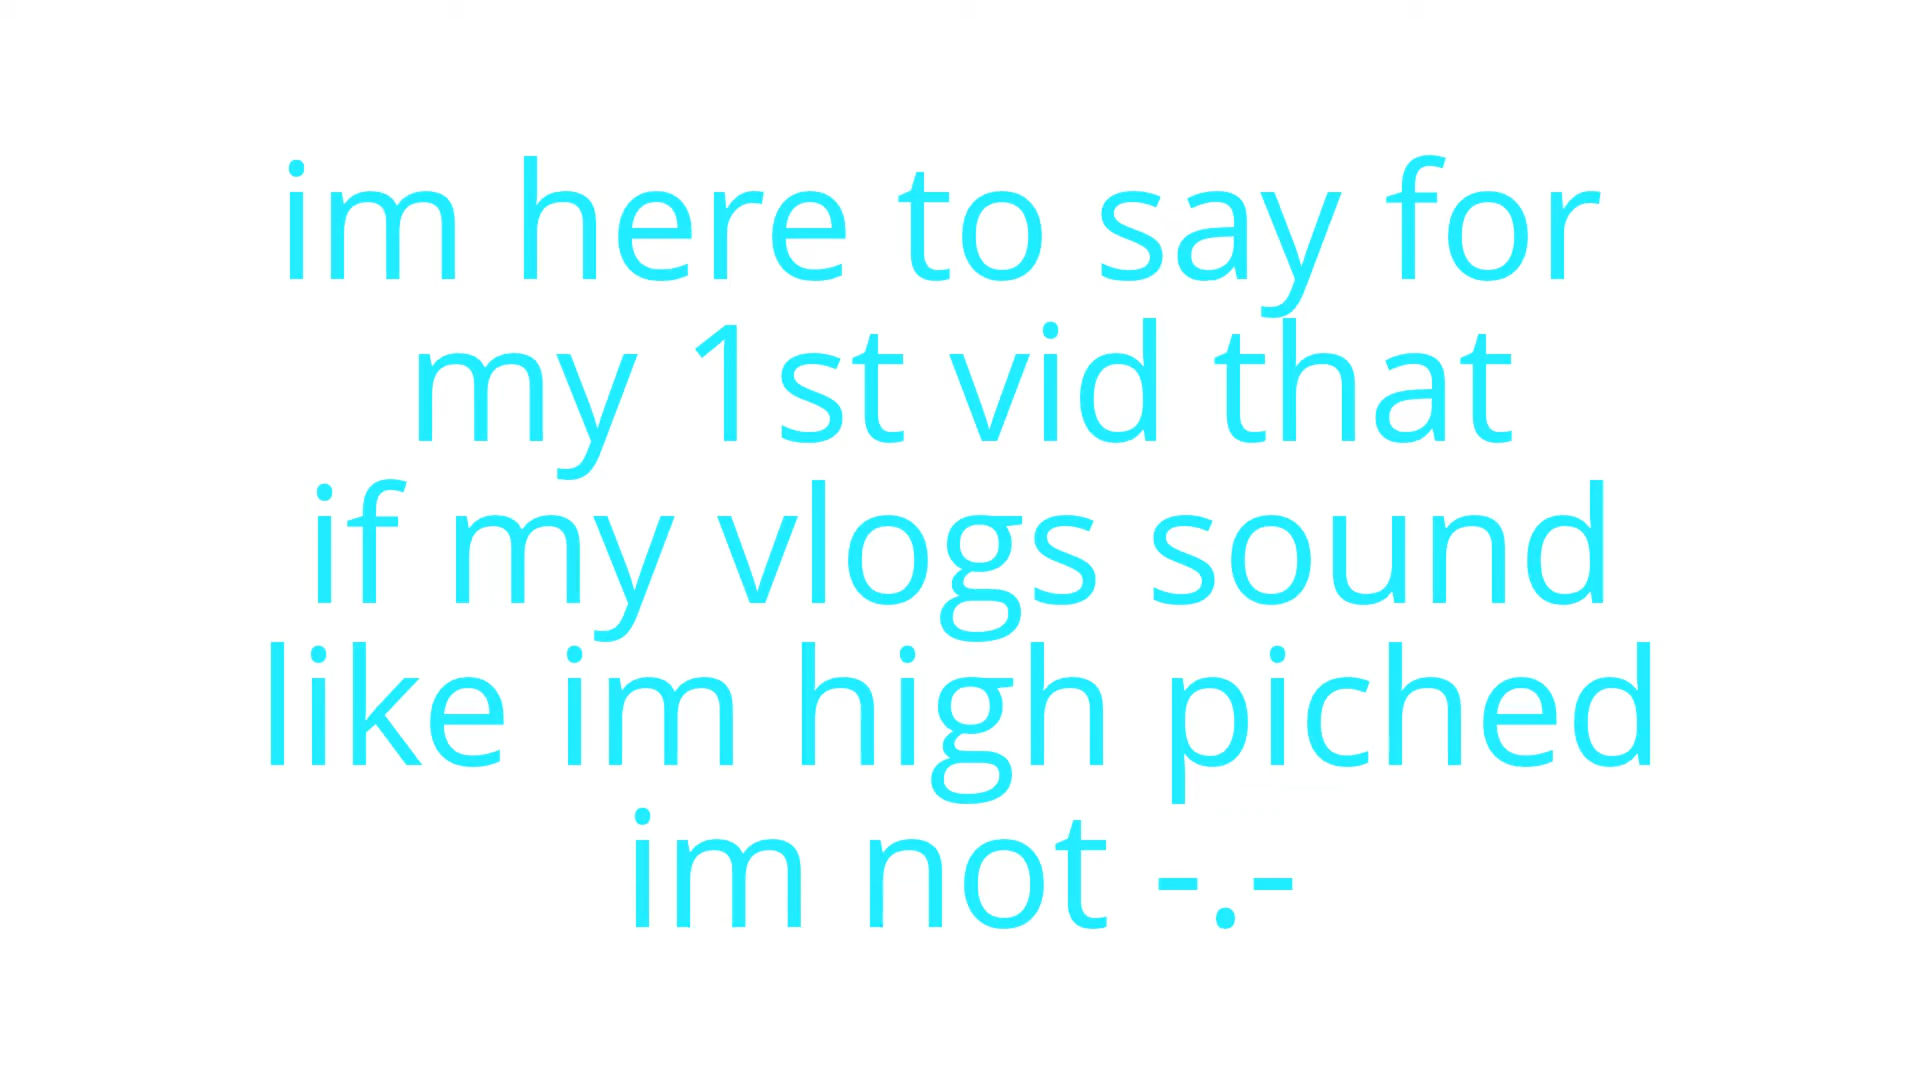 im here to say for
my 1st vid that
if my vlogs sound
like im high piched
im not -.-